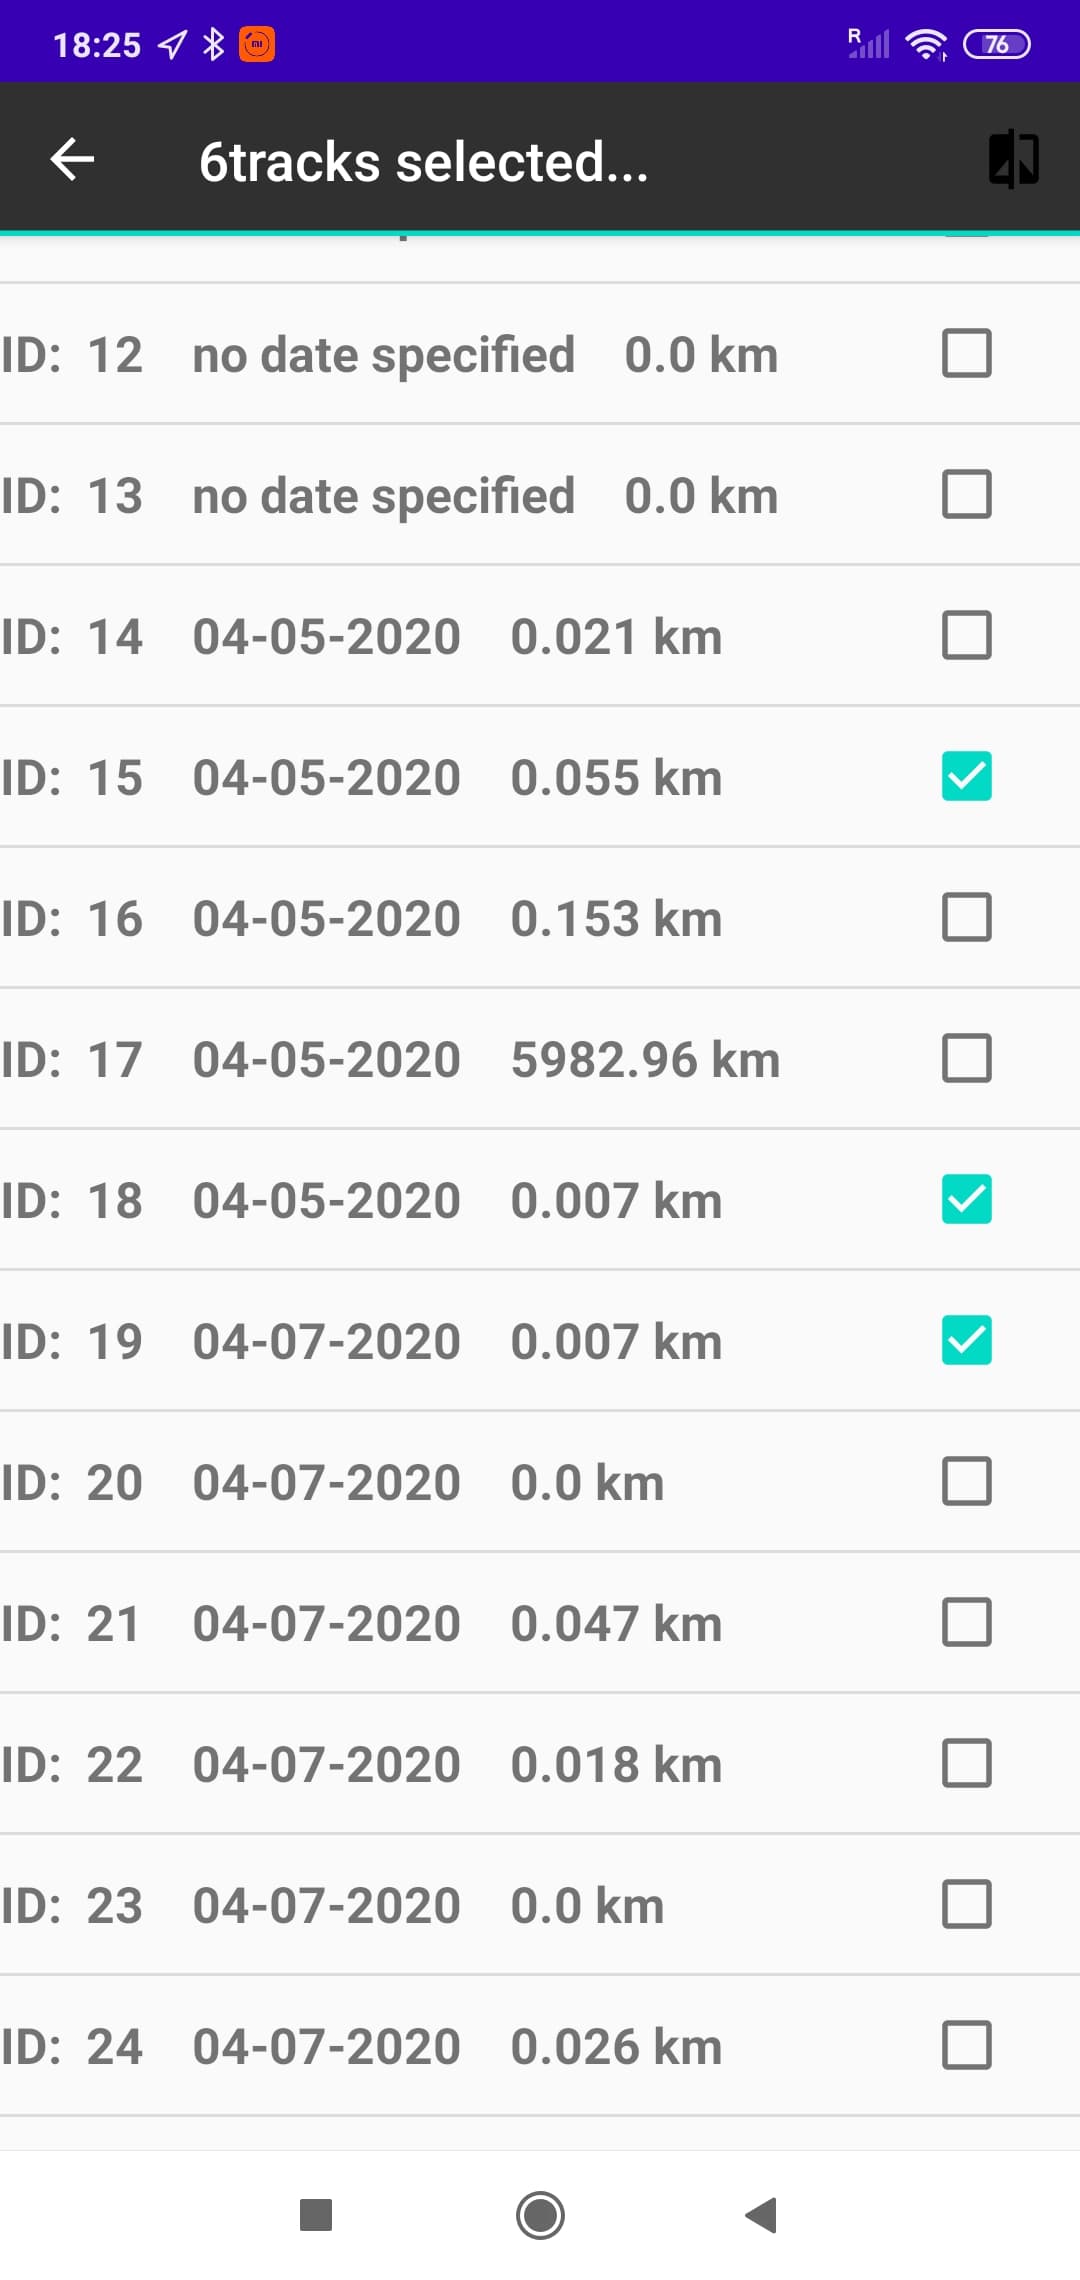 18:25 R 76
6tracks selected...
ID: 12 no date specified 0.0 km
ID: 13 no date specified 0.0 km
ID: 14 04-05-2020 0.021 km
ID: 15 04-05-2020 0.055 km
ID: 16 04-05-2020 0.153 km
ID: 17 04-05-2020 5982.96 km
ID: 18 04-05-2020 0.007 km
ID: 19 04-07-2020 0.007 km
ID: 20 04-07-2020 0.0 km
ID: 21 04-07-2020 0.047 km
ID: 22 04-07-2020 0.018 km
ID: 23 04-07-2020 0.0 km
ID: 24 04-07-2020 0.026 km